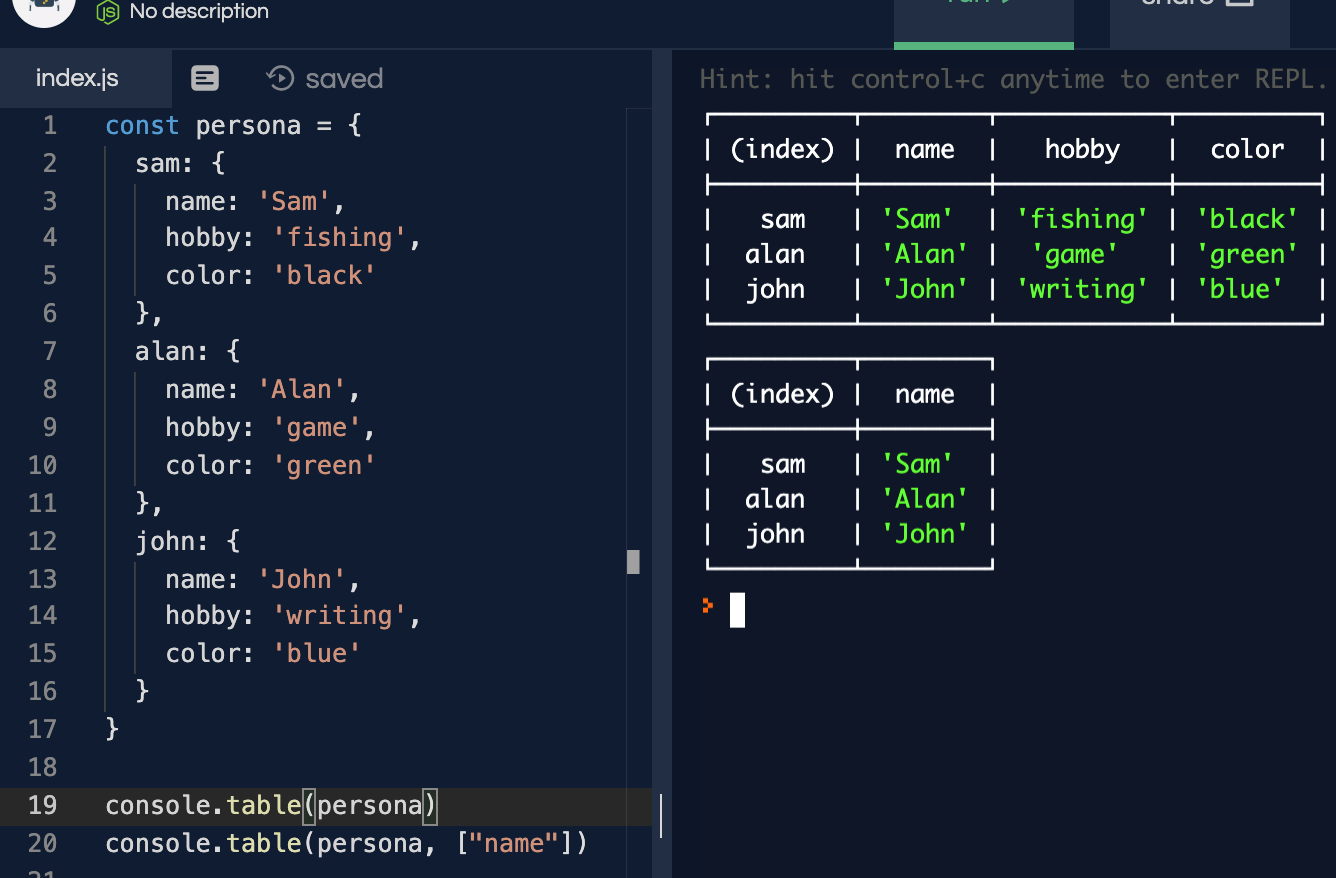 No description
index.js
saved
1 const persona = {
2 sam: {
3 name: 'Sam',
4 hobby: 'fishing',
5 color: 'black'
6 },
7 alan: {
8 name: 'Alan',
9 hobby: 'game',
10 color: 'green'
11 },
12 john: {
13 name: 'John',
14 hobby: 'writing',
15 color: 'blue'
16 }
17 }
18
19 console.table(persona)
20 console.table(persona, ["name"])
Hint: hit control+c anytime to enter REPL.
(index) | name | hobby | color
sam | 'Sam' | 'fishing' | 'black'
alan | 'Alan' | 'game' | 'green'
john | 'John' | 'writing' | 'blue'
(index) | name
sam | 'Sam'
alan | 'Alan'
john | 'John'